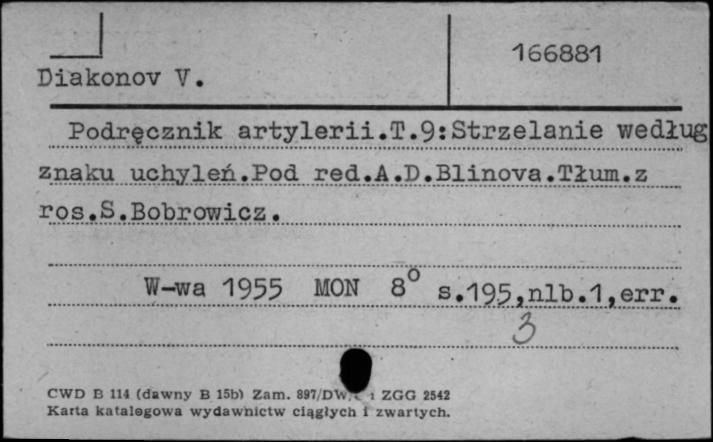 166881
Diakonov V.
Podręcznik artylerii.T.9:Strzelanie według
znaku uchyleń.Pod red.A.D.Blinova.Tłum.z
ros.S.Bobrowicz.
W-wa 1955 MON 8° s.195,nlb.1,err.
3
CWD B 114 (dawny B 15b) Zam. 897/DW ZGG 2542
Karta katalogowa wydawnictw ciągłych i zwartych.